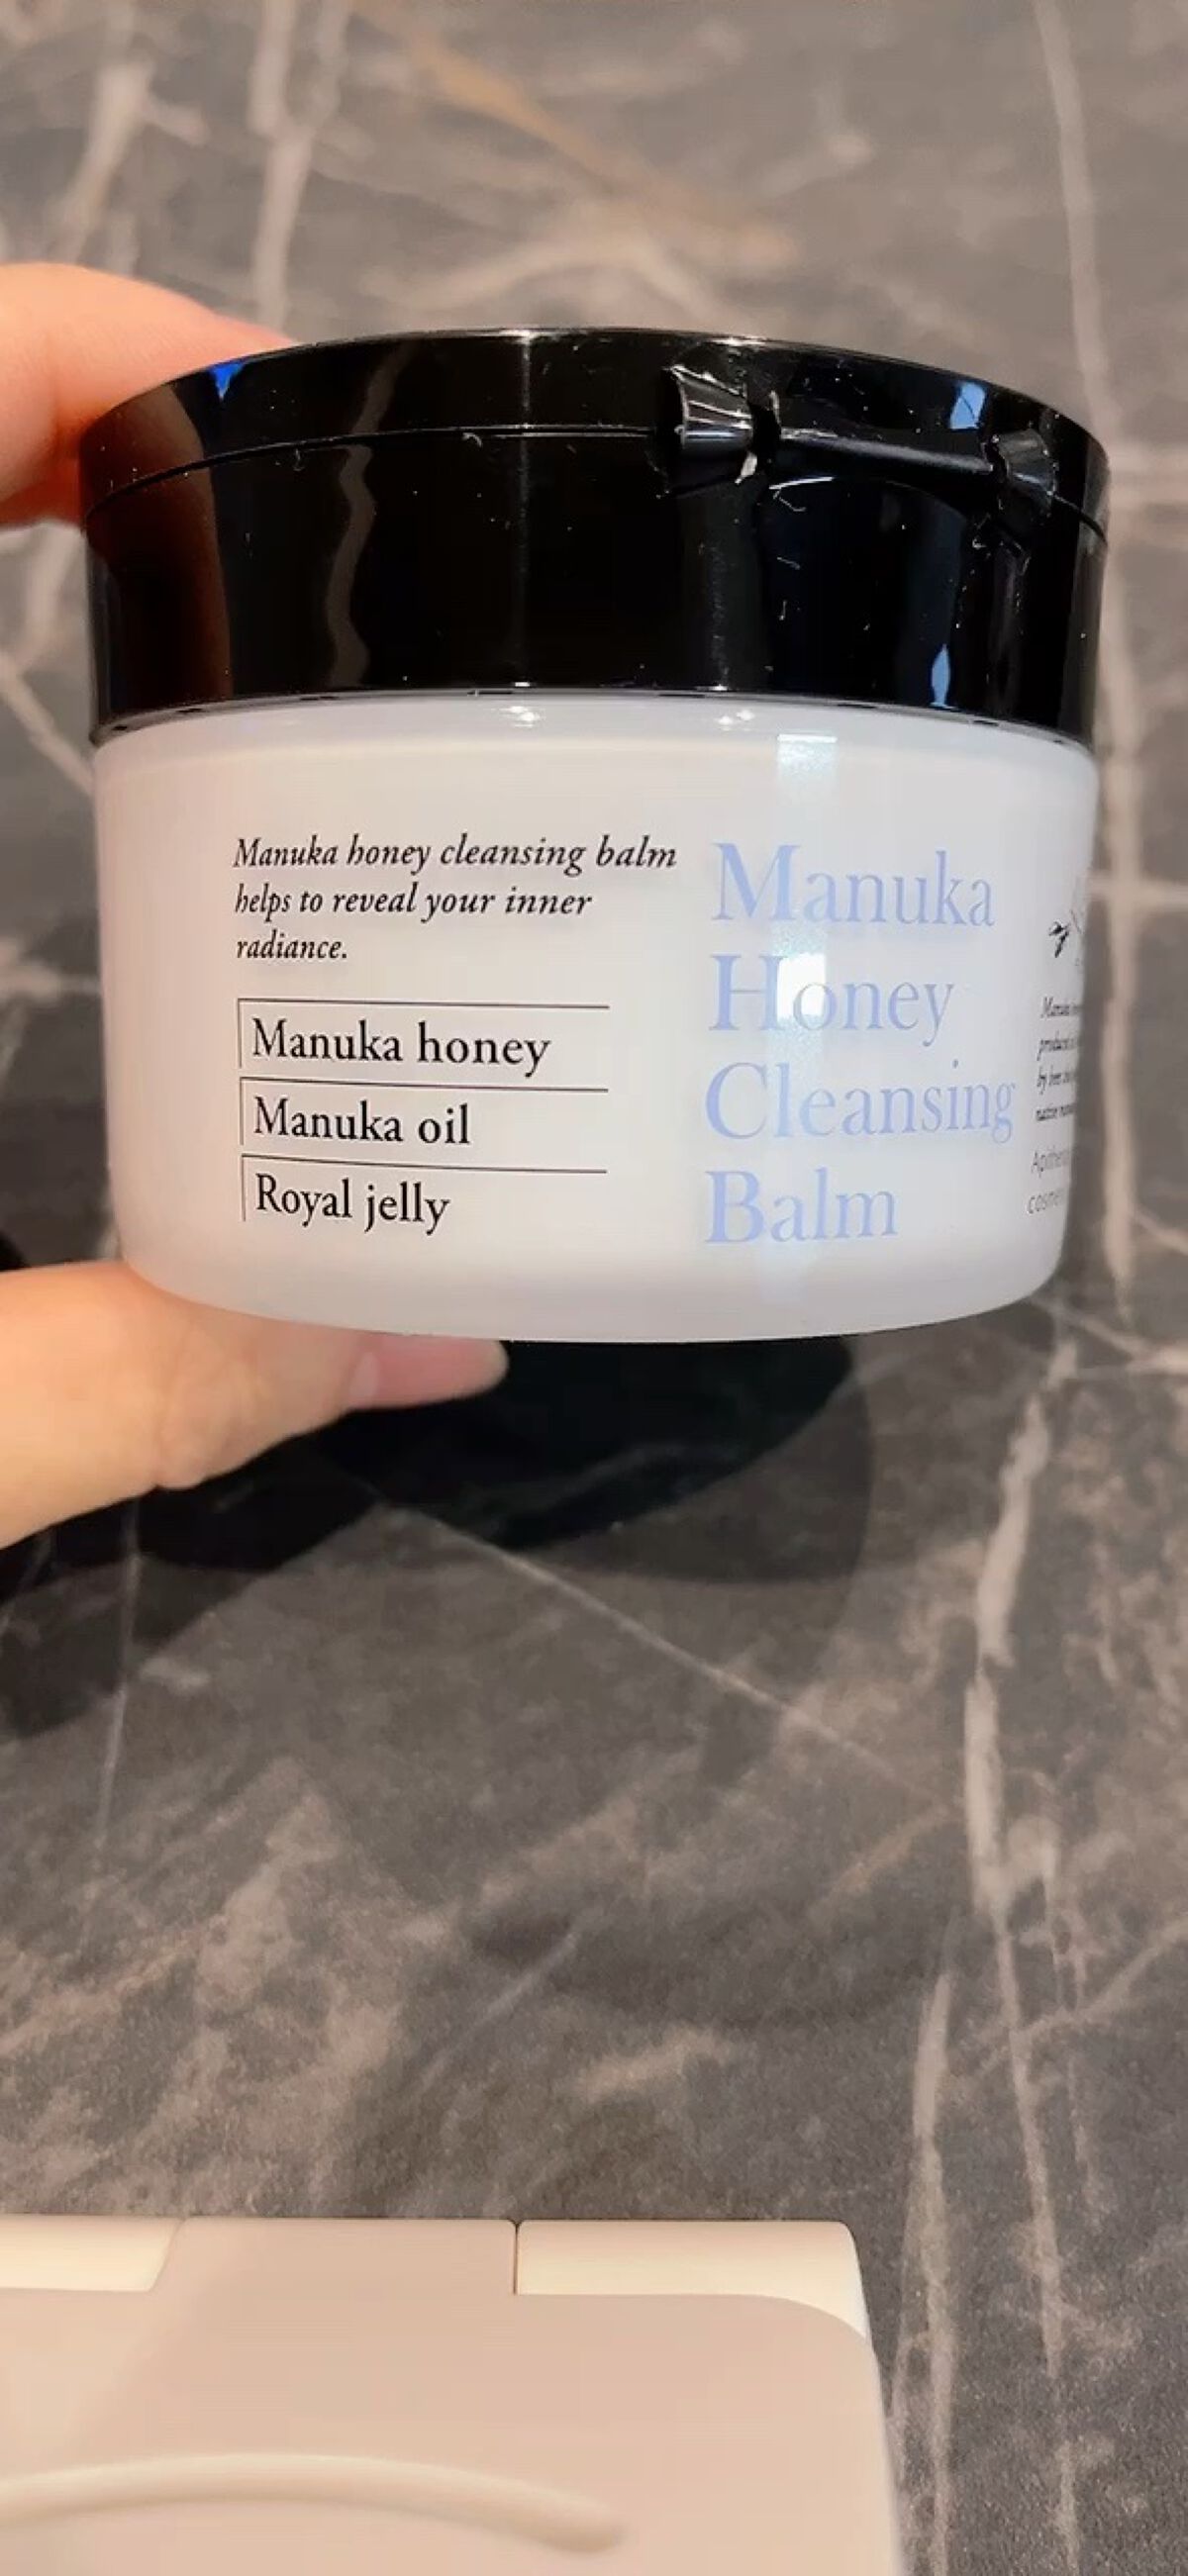 Manuka honey cleansing balm
helps to reveal your inner
radiance.
Manuka honey
Manuka oil
Royal jelly
Manuka
Honey
Cleansing
Balm